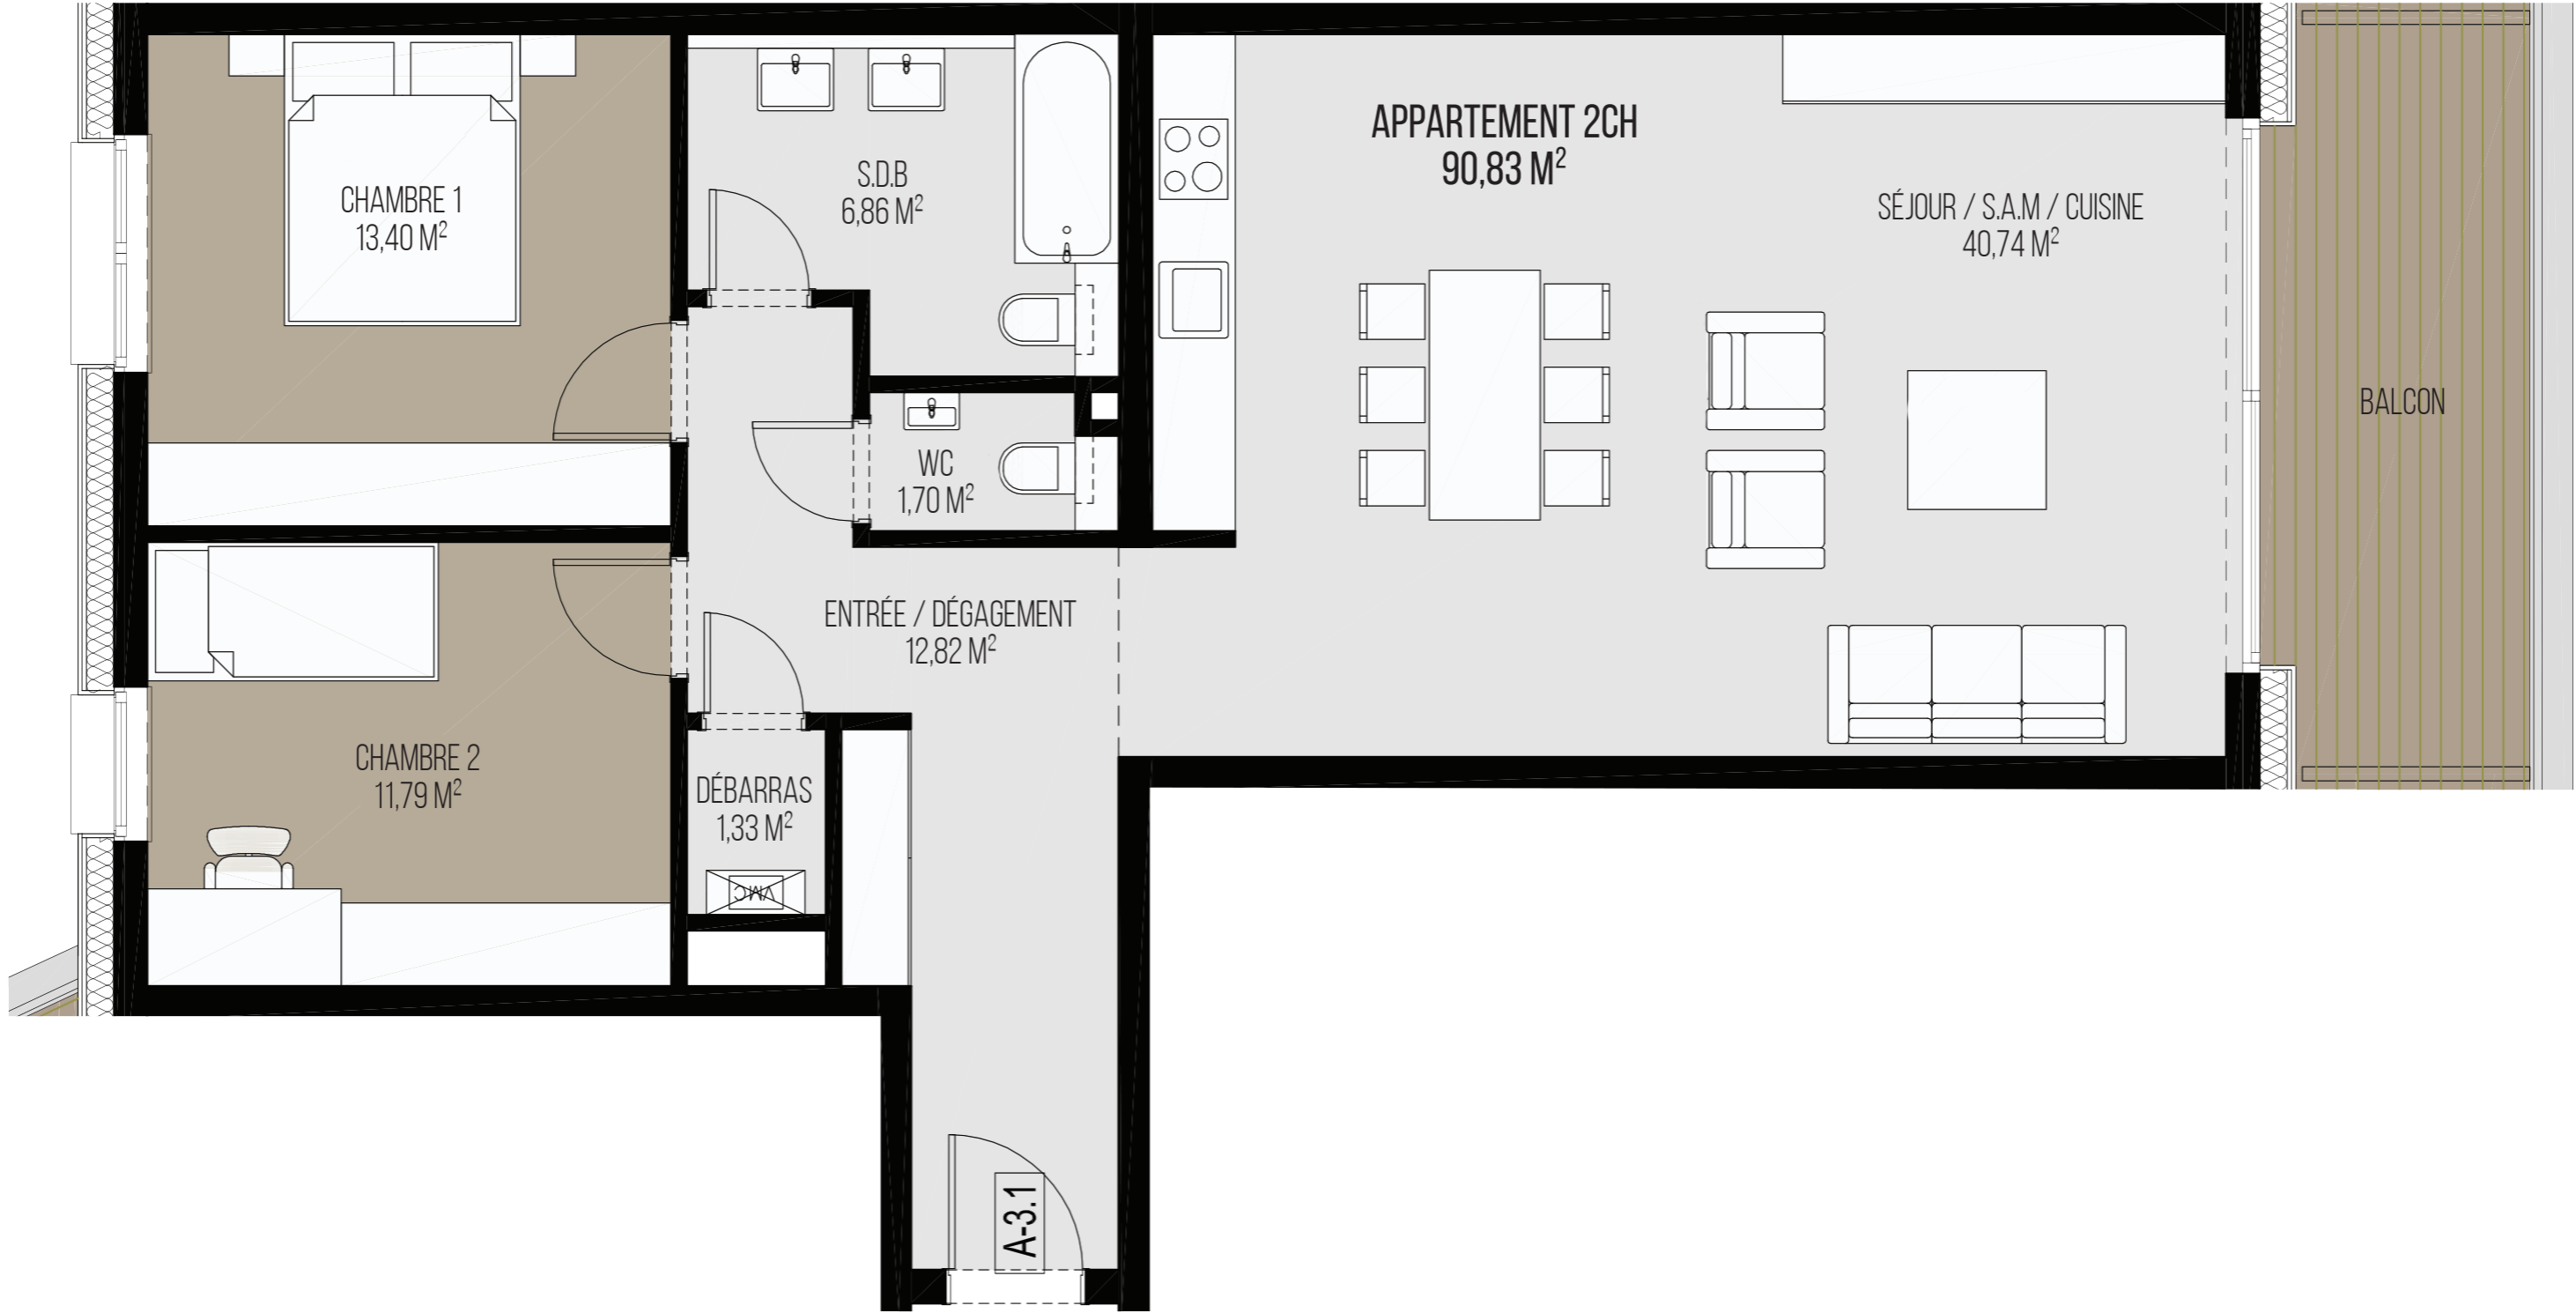 APPARTEMENT 2CH
90,83 M²
CHAMBRE 1
13,40 M²
S.D.B
6,86 M²
SÉJOUR / S.A.M / CUISINE
40,74 M²
BALCON
WC
1,70 M²
ENTRÉE / DÉGAGEMENT
12,82 M²
CHAMBRE 2
11,79 M²
DÉBARRAS
1,33 M²
VMC
A-3.1